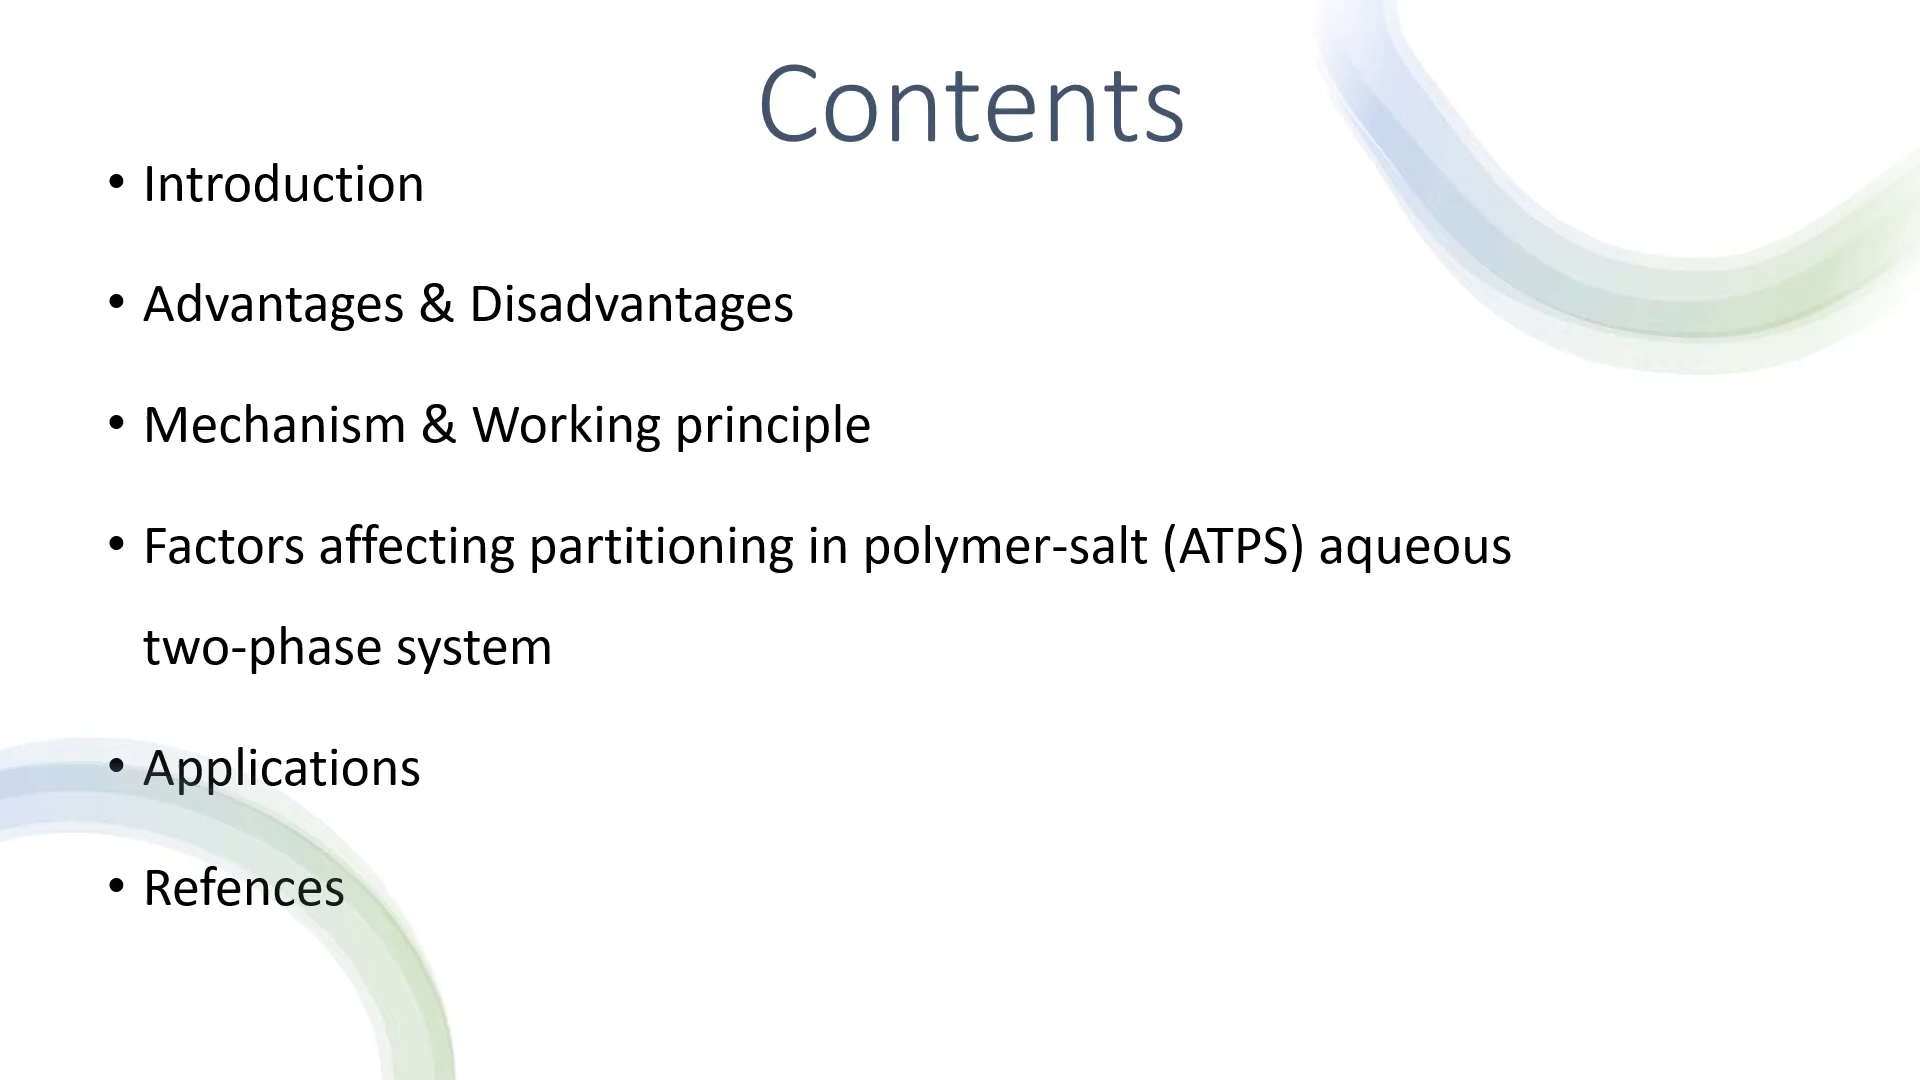 Contents
• Introduction
• Advantages & Disadvantages
• Mechanism & Working principle
• Factors affecting partitioning in polymer-salt (ATPS) aqueous
two-phase system
• Applications
• Refences